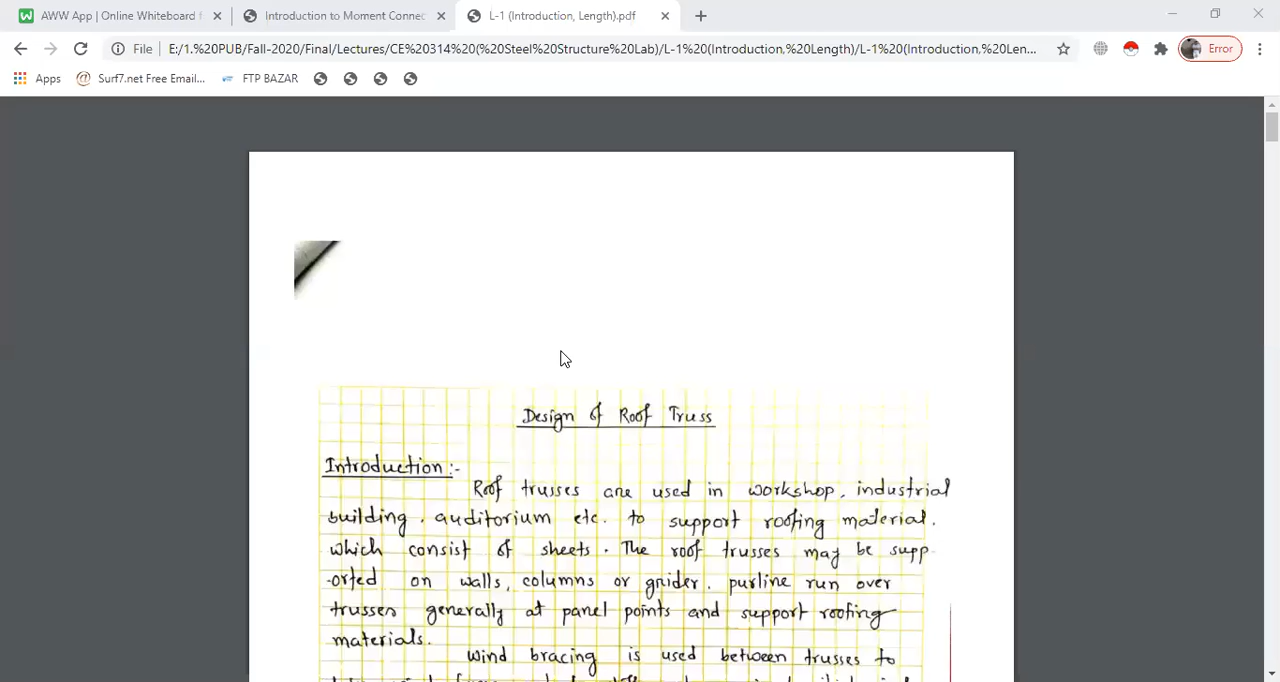 AWW App | Online Whiteboard f
Introduction to Moment Connec
L-1 (Introduction, Length).pdf
File
E:/1.%20PUB/Fall-2020/Final/Lectures/CE%20314%20(%20Steel%20Structure%20Lab)/L-1%20(Introduction,%20Length)/L-1%20(Introduction,%20Len...
Error
Apps
Surf7.net Free Email...
FTP BAZAR
Design of Roof Truss
Introduction :-
Roof trusses are used in workshop, industrial
building, auditorium etc. to support roofing material.
which consist of sheets. The roof trusses may be supp-
-orted on walls, columns or grider. purline run over
trusses generally at panel points and support roofing
materials.
Wind bracing is used between trusses to